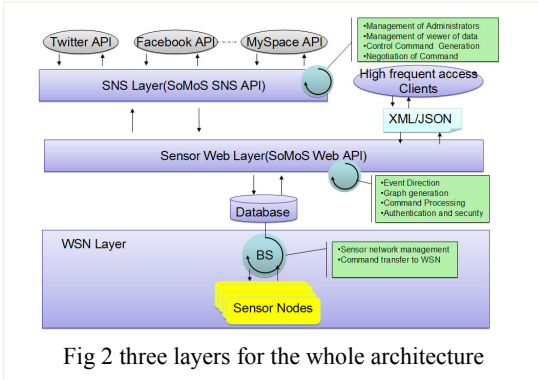 Twitter API
Facebook API
MySpace API
•Management of Administrators
•Management of viewer of data
•Control Command Generation
•Negotiation of Command
SNS Layer(SoMoS SNS API)
High frequent access
Clients
XML/JSON
Sensor Web Layer(SoMoS Web API)
•Event Direction
•Graph generation
•Command Processing
•Authentication and security
Database
WSN Layer
BS
•Sensor network management
•Command transfer to WSN
Sensor Nodes
Fig 2 three layers for the whole architecture